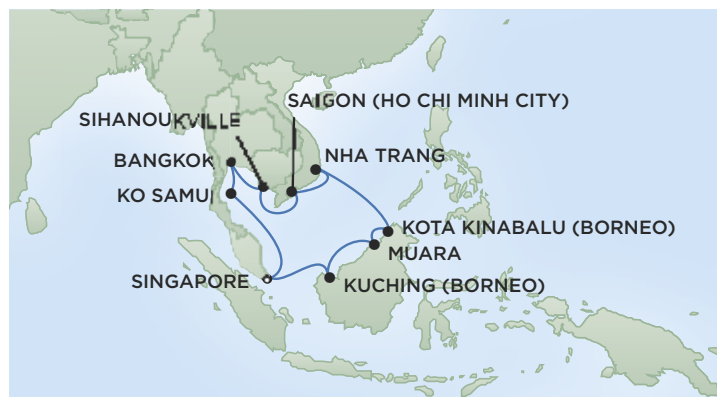 SAIGON (HO CHI MINH CITY)
SIHANOUKVILLE
BANGKOK
NHA TRANG
KO SAMUI
KOTA KINABALU (BORNEO)
MUARA
SINGAPORE
KUCHING (BORNEO)